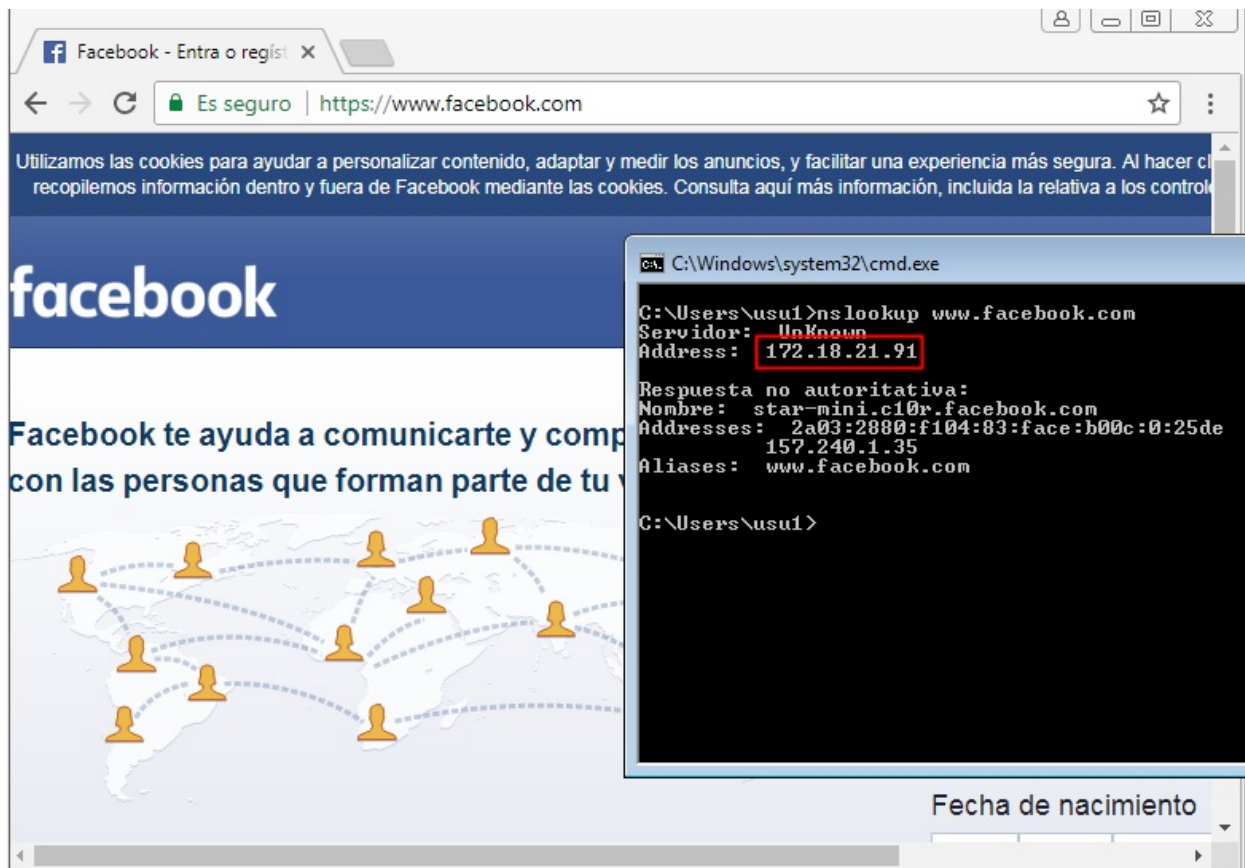 Facebook - Entra o regíst
Es seguro | https://www.facebook.com
Utilizamos las cookies para ayudar a personalizar contenido, adaptar y medir los anuncios, y facilitar una experiencia más segura. Al hacer cl
recopilemos información dentro y fuera de Facebook mediante las cookies. Consulta aquí más información, incluida la relativa a los control
facebook
Facebook te ayuda a comunicarte y comp
con las personas que forman parte de tu v
C:\Windows\system32\cmd.exe
C:\Users\usu1>nslookup www.facebook.com
Servidor:  UnKnown
Address:  172.18.21.91
Respuesta no autoritativa:
Nombre:  star-mini.c10r.facebook.com
Addresses:  2a03:2880:f104:83:face:b00c:0:25de
157.240.1.35
Aliases:  www.facebook.com
C:\Users\usu1>
Fecha de nacimiento